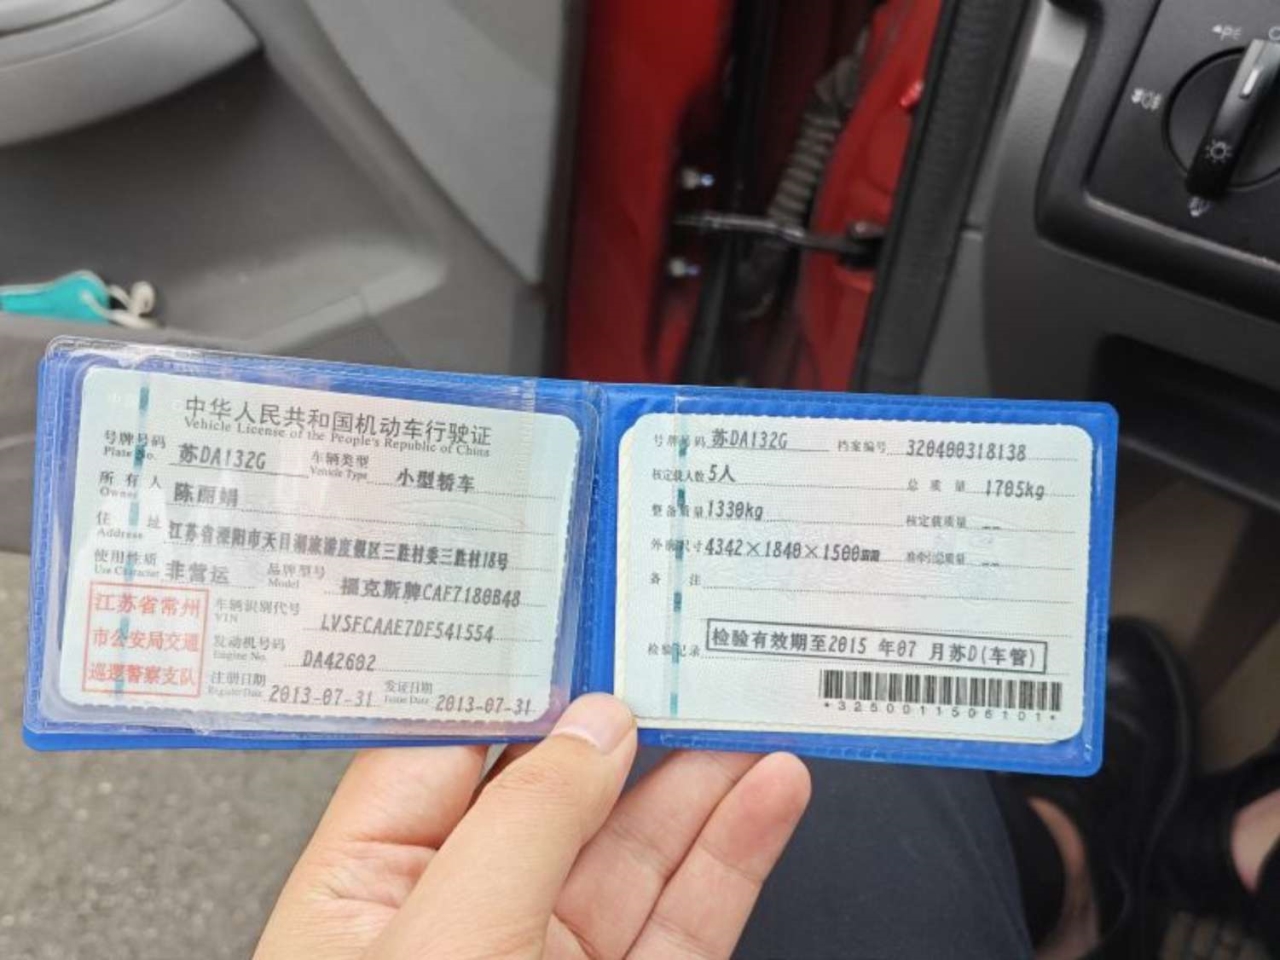 中华人民共和国机动车行驶证
Vehicle License of the People's Republic of China
号牌号码 苏DA132G 车辆类型 小型轿车
Plate No. Vehicle Type
所有人 陈丽娟
Owner
住址 江苏省溧阳市天目湖旅游度假区三胜村委三胜村18号
Address
使用性质 非营运 品牌型号 福克斯牌CAF7180B48
Use Character Model
江苏省常州
市公安局交通
巡逻警察支队
车辆识别代号 LVSFCAAE7DF541554
VIN
发动机号码 DA42682
Engine No.
注册日期 2013-07-31 发证日期 2013-07-31
Register Date Issue Date
号牌号码 苏DA132G 档案编号 320400318138
核定载人数 5人 总质量 1705kg
整备质量 1330kg 核定载质量 --
外廓尺寸 4342×1840×1500mm 准牵引总质量 --
备注
检验记录 检验有效期至2015 年07 月苏D(车管)
*3250011506101*